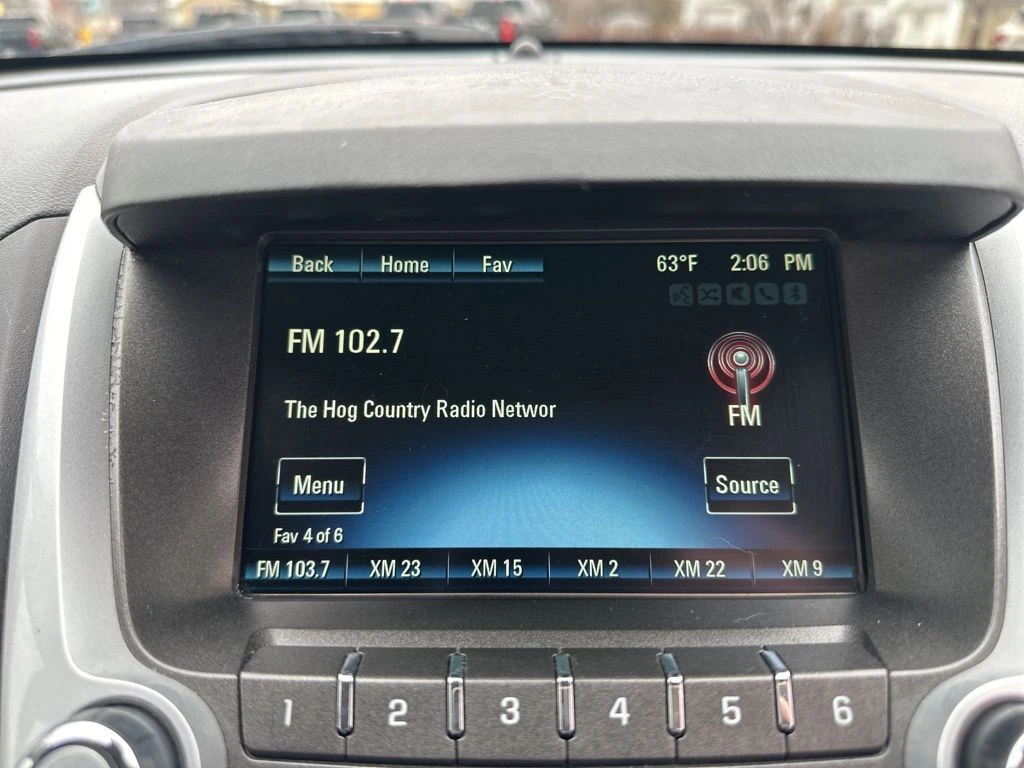 Back Home Fav 63°F 2:06 PM
FM 102.7
The Hog Country Radio Networ
FM
Menu Source
Fav 4 of 6
FM 103.7 XM 23 XM 15 XM 2 XM 22 XM 9
1 2 3 4 5 6